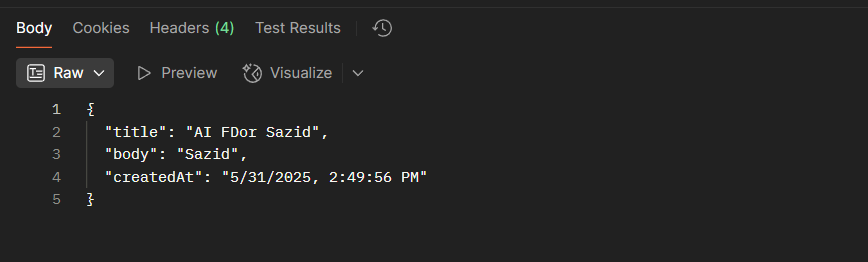 Body Cookies Headers (4) Test Results
Raw Preview Visualize
1 {
2 "title": "AI FDor Sazid",
3 "body": "Sazid",
4 "createdAt": "5/31/2025, 2:49:56 PM"
5 }